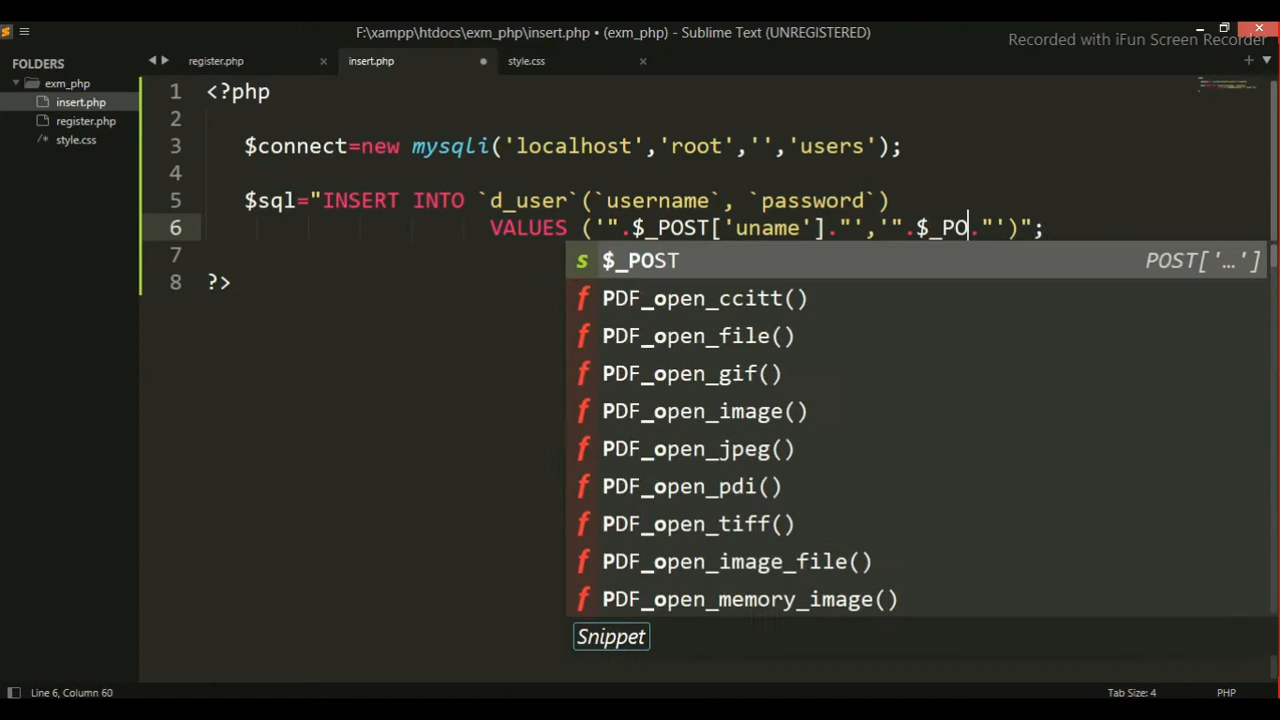 F:\xampp\htdocs\exm_php\insert.php • (exm_php) - Sublime Text (UNREGISTERED)
Recorded with iFun Screen Recorder
FOLDERS
exm_php
insert.php
register.php
/* style.css
register.php
insert.php
style.css
1 <?php
2
3 $connect=new mysqli('localhost','root','','users');
4
5 $sql="INSERT INTO `d_user`(`username`, `password`)
6 VALUES ('".$_POST['uname']."','".$_PO."')";
7
8 ?>
s $_POST POST['…']
f PDF_open_ccitt()
f PDF_open_file()
f PDF_open_gif()
f PDF_open_image()
f PDF_open_jpeg()
f PDF_open_pdi()
f PDF_open_tiff()
f PDF_open_image_file()
f PDF_open_memory_image()
Snippet
Line 6, Column 60
Tab Size: 4
PHP